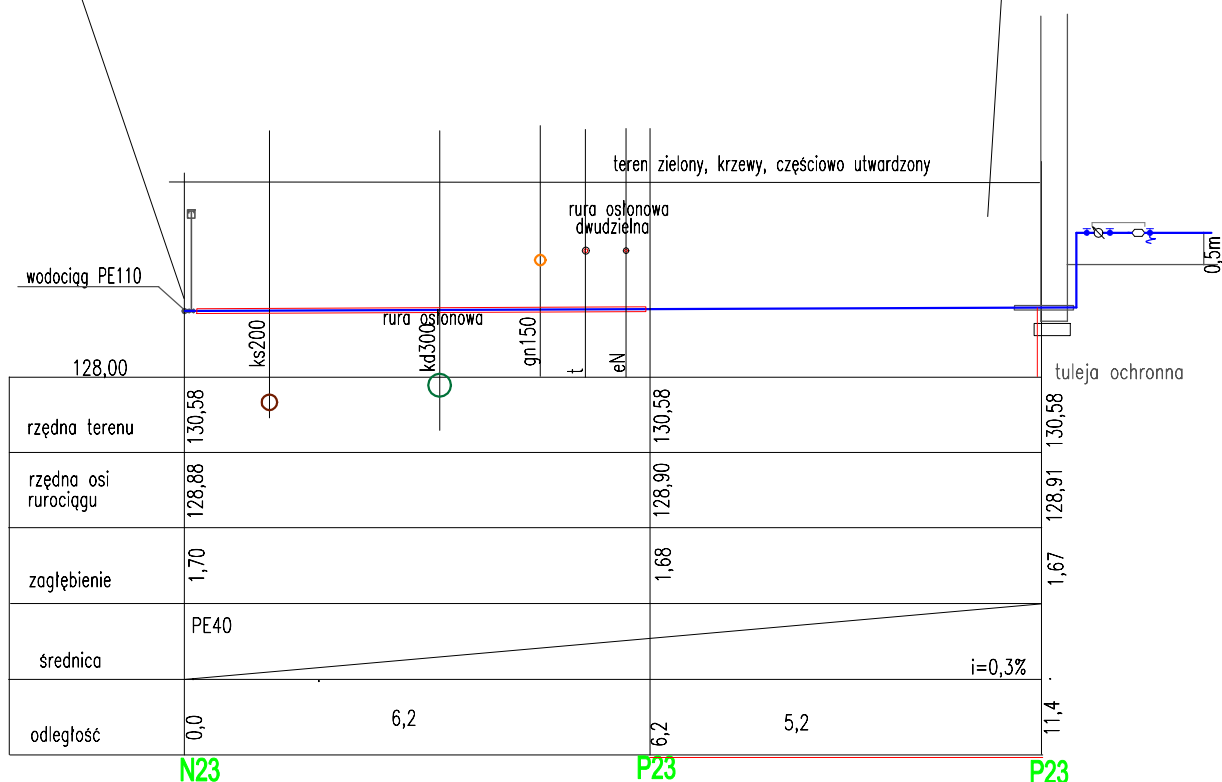 teren zielony, krzewy, częściowo utwardzony
rura osłonowa
dwudzielna
wodociąg PE110
0,5m
rura osłonowa
ks200
kd300
gn150
t
eN
128,00
tuleja ochronna
rzędna terenu
130,58
130,58
130,58
rzędna osi
rurociągu
128,88
128,90
128,91
zagłębienie
1,70
1,68
1,67
PE40
średnica
i=0,3%
odległość
0,0
6,2
6,2
5,2
11,4
N23
P23
P23